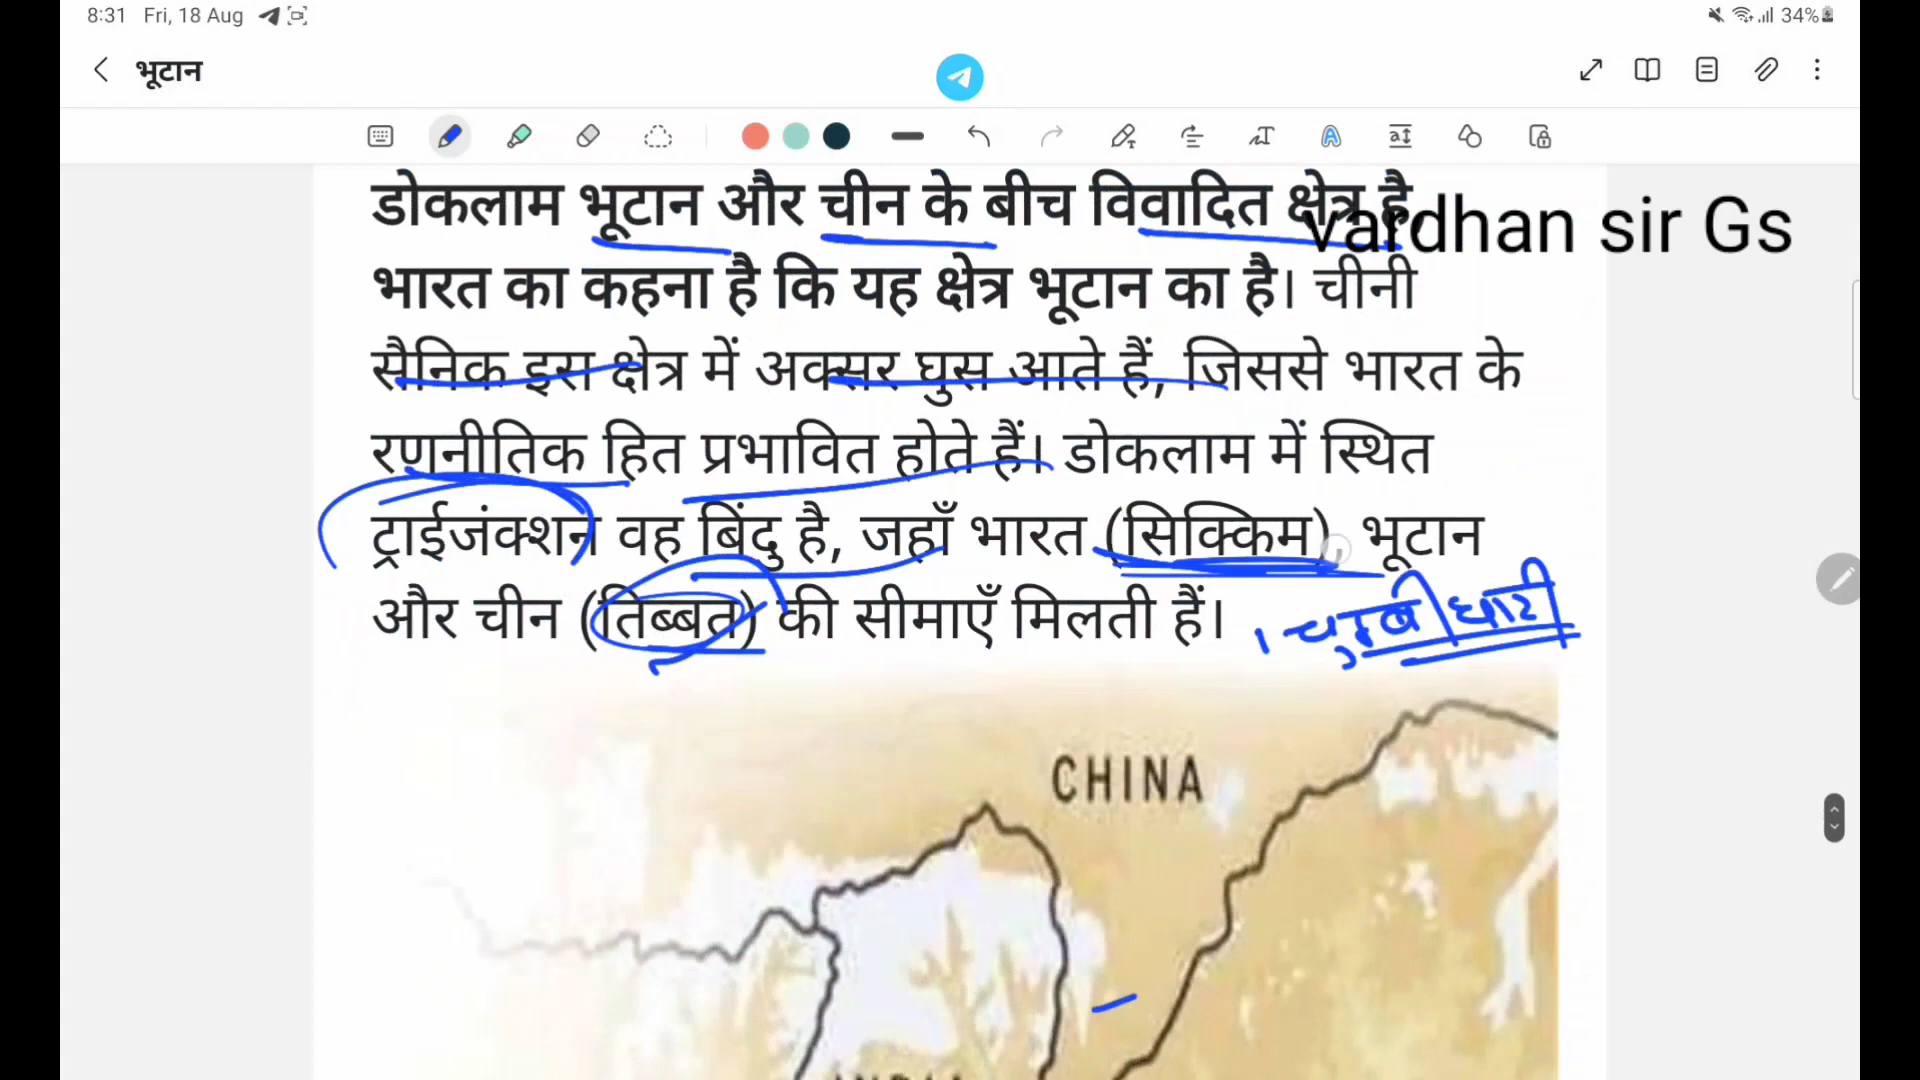 8:31 Fri, 18 Aug
34%
भूटान
डोकलाम भूटान और चीन के बीच विवादित क्षेत्र है,
vardhan sir Gs
भारत का कहना है कि यह क्षेत्र भूटान का है। चीनी
सैनिक इस क्षेत्र में अक्सर घुस आते हैं, जिससे भारत के
रणनीतिक हित प्रभावित होते हैं। डोकलाम में स्थित
ट्राईजंक्शन वह बिंदु है, जहाँ भारत (सिक्किम), भूटान
और चीन (तिब्बत) की सीमाएँ मिलती हैं।
घाटी
CHINA